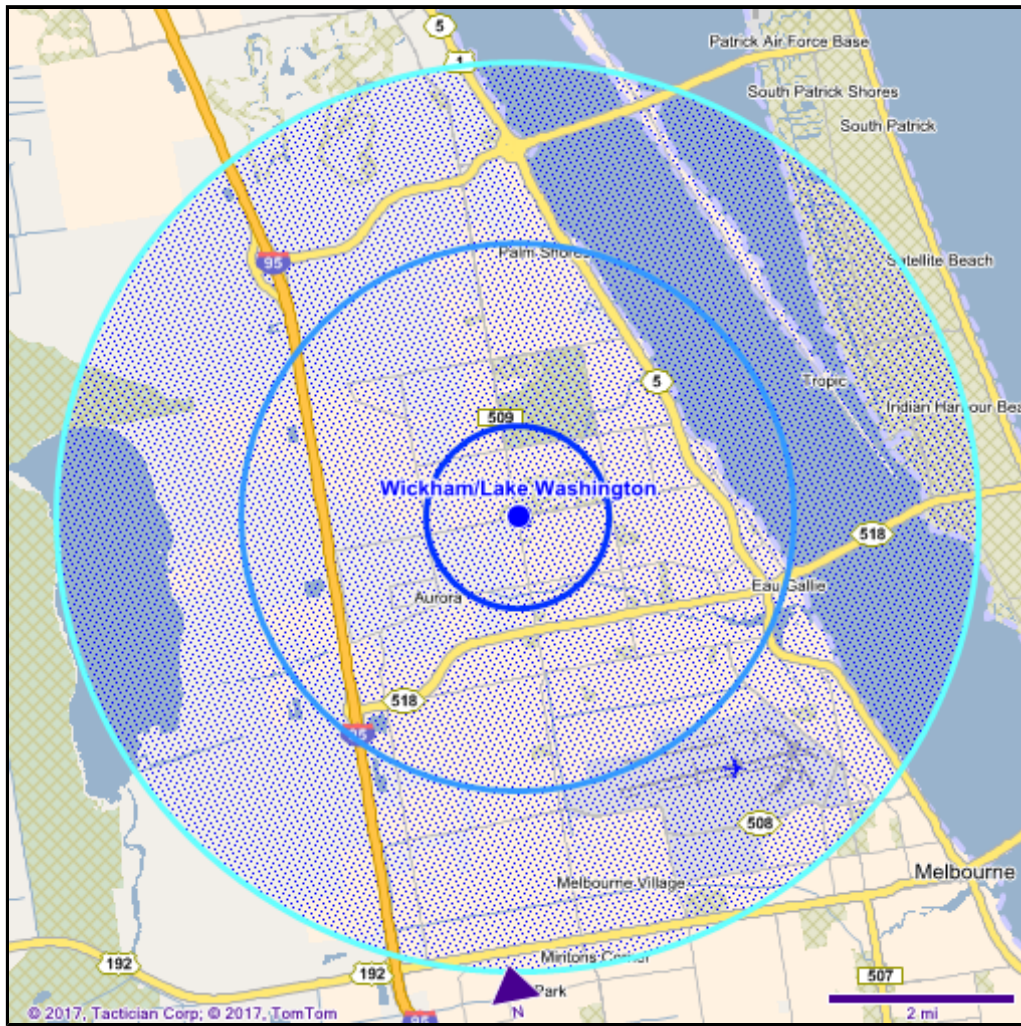 5
Patrick Air Force Base
1
South Patrick Shores
South Patrick
Palm Shores
95
Satellite Beach
5
Tropic
509
Indian Harbour Bea
Wickham/Lake Washington
518
Eau Gallie
Aurora
518
95
508
Melbourne
Melbourne Village
Mintons Corner
192
192
507
Park
N
95
© 2017, Tactician Corp; © 2017, TomTom
2 mi